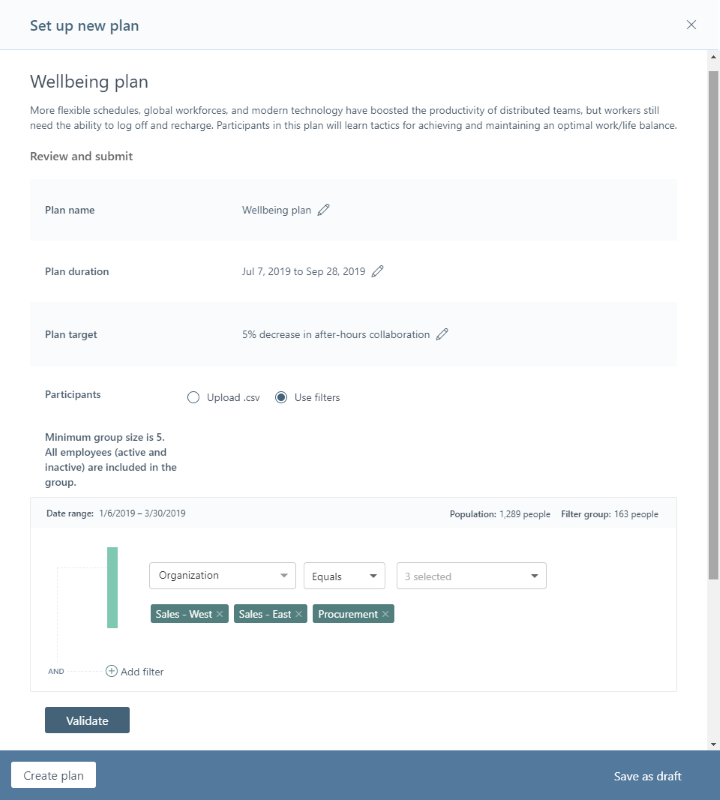 Set up new plan
Wellbeing plan
More flexible schedules, global workforces, and modern technology have boosted the productivity of distributed teams, but workers still
need the ability to log off and recharge. Participants in this plan will learn tactics for achieving and maintaining an optimal work/life balance.
Review and submit
Plan name
Wellbeing plan
Plan duration
Jul 7, 2019 to Sep 28, 2019
Plan target
5% decrease in after-hours collaboration
Participants
Upload .csv
Use filters
Minimum group size is 5.
All employees (active and
inactive) are included in the
group.
Date range: 1/6/2019 – 3/30/2019
Population: 1,289 people
Filter group: 163 people
Organization
Equals
3 selected
Sales - West
Sales - East
Procurement
AND
Add filter
Validate
Create plan
Save as draft